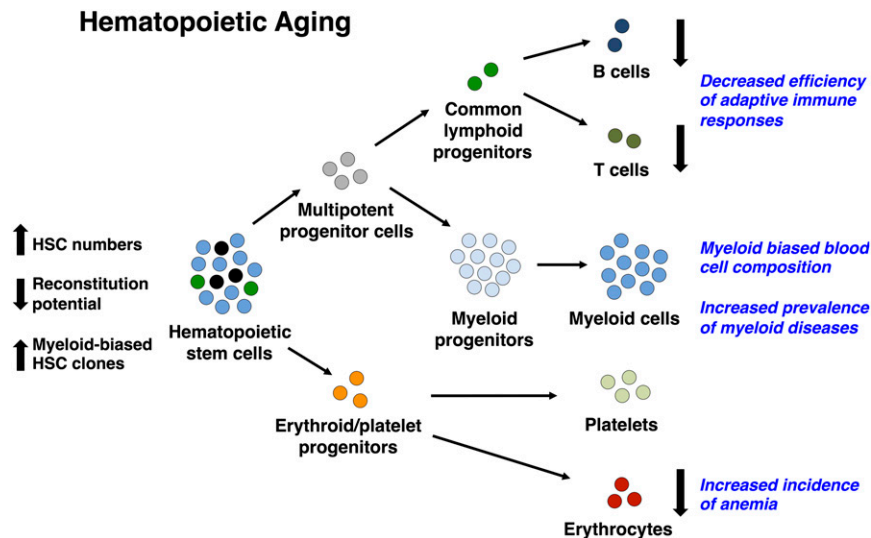 Hematopoietic Aging
B cells
Decreased efficiency
of adaptive immune
responses
Common
lymphoid
progenitors
T cells
Multipotent
progenitor cells
HSC numbers
Reconstitution
potential
Myeloid-biased
HSC clones
Hematopoietic
stem cells
Myeloid
progenitors
Myeloid cells
Myeloid biased blood
cell composition
Increased prevalence
of myeloid diseases
Erythroid/platelet
progenitors
Platelets
Erythrocytes
Increased incidence
of anemia